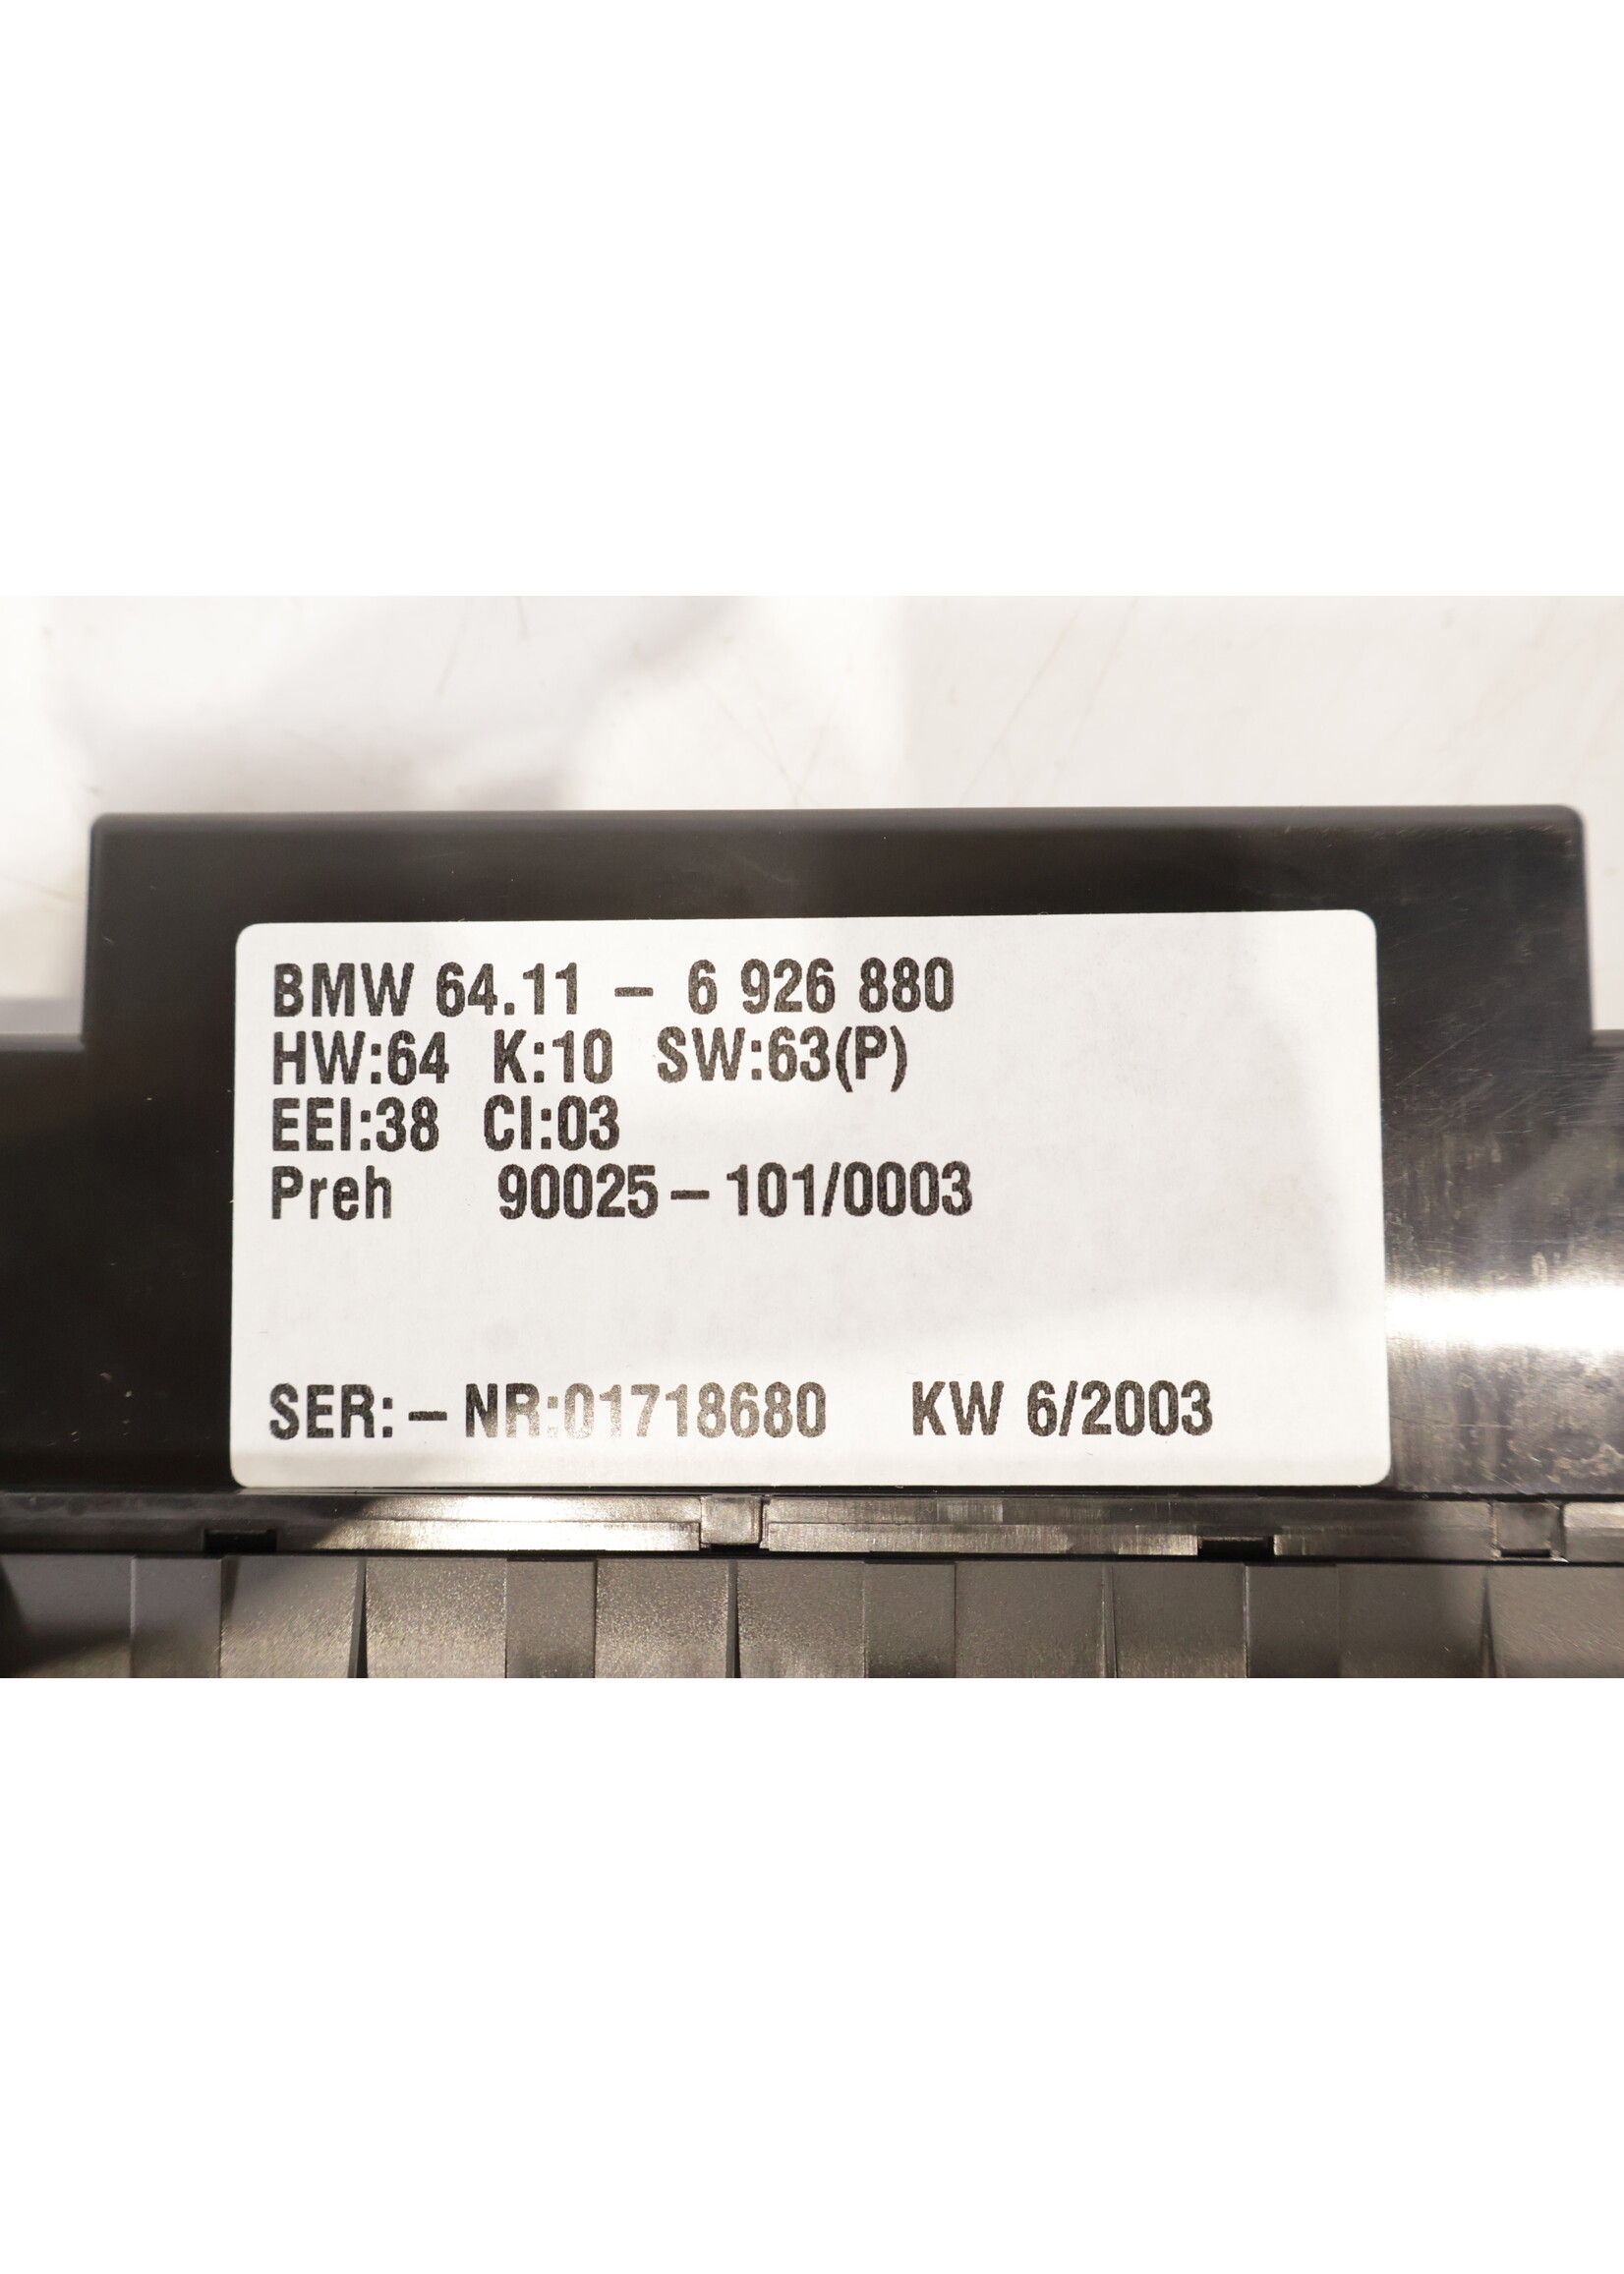 BMW 64.11 – 6 926 880
HW:64 K:10 SW:63(P)
EEI:38 CI:03
Preh 90025 – 101/0003
SER: – NR:01718680 KW 6/2003